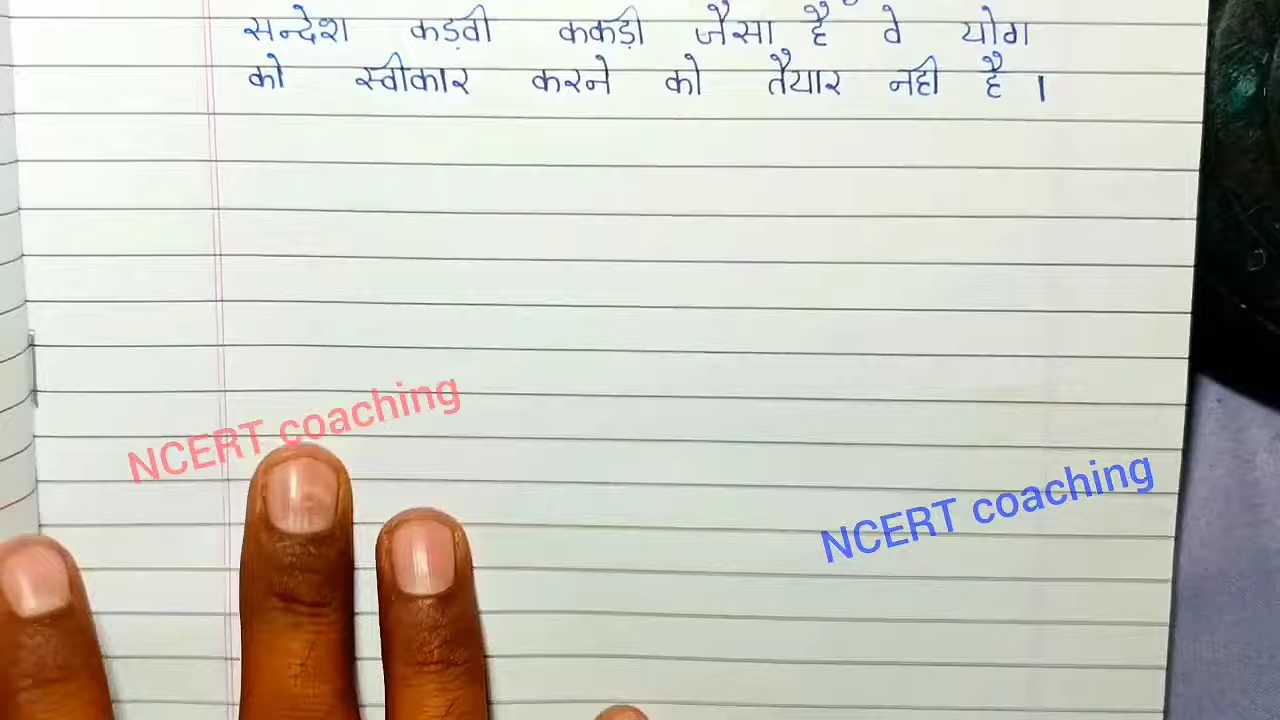 सन्देश कड़वी ककड़ी जैसा है वे योग
को स्वीकार करने को तैयार नही है ।
NCERT coaching
NCERT coaching